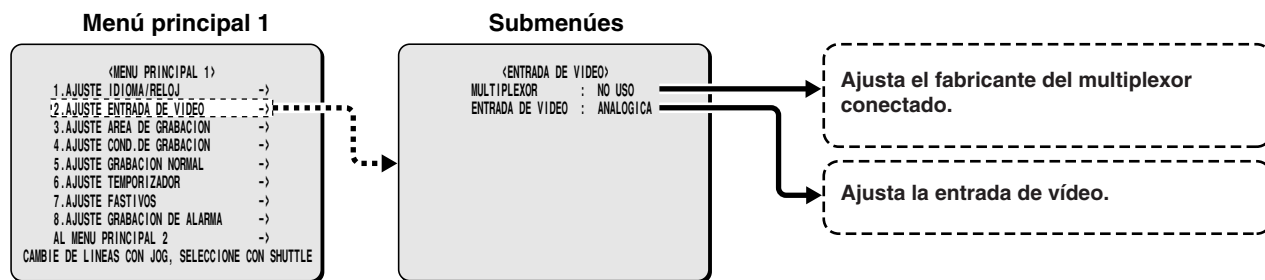 Menú principal 1
<MENU PRINCIPAL 1>
1.AJUSTE IDIOMA/RELOJ ->
2.AJUSTE ENTRADA DE VIDEO ->
3.AJUSTE AREA DE GRABACION ->
4.AJUSTE COND.DE GRABACION ->
5.AJUSTE GRABACION NORMAL ->
6.AJUSTE TEMPORIZADOR ->
7.AJUSTE FASTIVOS ->
8.AJUSTE GRABACION DE ALARMA ->
AL MENU PRINCIPAL 2 ->
CAMBIE DE LINEAS CON JOG, SELECCIONE CON SHUTTLE
Submenúes
<ENTRADA DE VIDEO>
MULTIPLEXOR : NO USO
ENTRADA DE VIDEO : ANALOGICA
Ajusta el fabricante del multiplexor
conectado.
Ajusta la entrada de vídeo.